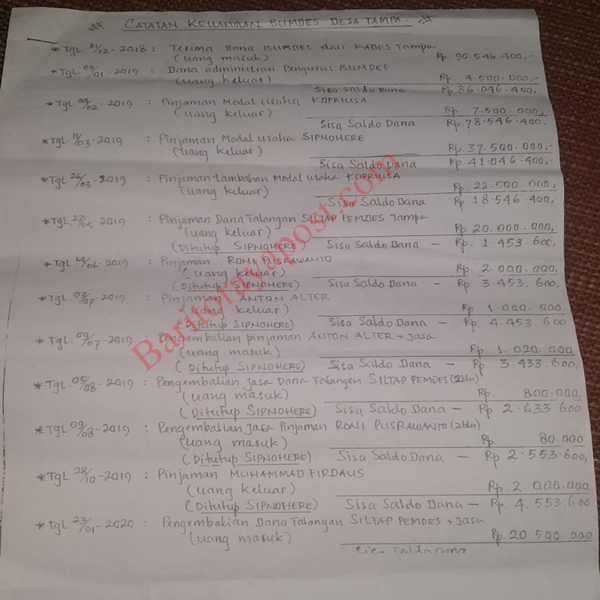 CATATAN KEUANGAN BUMDES DESA TAMPA.
* TgL 31/12-2018 : Terima Dana BUMDES dari KADES Tampa
(uang masuk) Rp. 90.546.400,-
* TgL. 09/01-2019 : Dana administrasi Pengurus BUMDES
(uang keluar) Rp 4.500.000,-
Sisa Saldo Dana Rp 86.046.400.
* TgL 02-2019 : Pinjaman Modal usaha KOPRIUSA
(uang keluar) Rp. 7.500.000,
Sisa Saldo Dana Rp 78.546.400.
* TgL 11/03-2019 : Pinjaman Modal usaha SIPNOHERE
(uang keluar) Rp. 37.500.000,-
Sisa Saldo Dana Rp 41.046.400,-
* TgL 26/03-2019 : Pinjaman tambahan Modal usaha KOPRIUSA
(uang keluar) Rp. 22.500.000,
Sisa Saldo Dana Rp 18.546.400,
* TgL. 22/05-2019 : Pinjaman Dana Talangan SILTAP PEMDES Tampa
(uang keluar) Rp 20.000.000,
(Ditutup SIPNOHERE) Sisa Saldo Dana - Rp. 1.453 600,
06-2019 : Pinjaman RONI PUSRAWANTO
(uang keluar) Rp. 2.000.000.
(Ditutup SIPNOHERE) Sisa Saldo Dana - Rp. 3.453.600,
* TgL 03/07-2019 : Pinjaman ANTON ALTER
(uang keluar) Rp 1.000.000.
(Ditutup SIPNOHERE) Sisa Saldo Dana - Rp 4.453.600
* TgL. 09/07-2019 : Pengembalian pinjaman ANTON ALTER + Jasa
(uang masuk) Rp. 1.020.000
(Ditutup SIPNOHERE) Sisa Saldo Dana - Rp 3.433.600,
* TgL 05/08-2019 : Pengembalian Jasa Dana Talangan SILTAP PEMDES (2bln)
(uang masuk) Rp. 800.000,
(Ditutup SIPNOHERE) Sisa Saldo Dana - Rp 2.633.600
* TgL 09/08-2019 : Pengembalian Jasa Pinjaman RONI PUSRAWANTO (2bln)
(uang masuk) Rp. 80.000
(Ditutup SIPNOHERE) Sisa Saldo Dana - Rp 2.553.600,
* TgL 28/10-2019 : Pinjaman MUHAMMAD FIRDAUS
(uang keluar) Rp. 2.000.000.
(Ditutup SIPNOHERE) Sisa Saldo Dana - Rp 4.553.600
* TgL 23/01-2020 : Pengembalian Dana Talangan SILTAP PEMDES + Jasa
(uang masuk) Rp. 20.590.000
Sisa Saldo Dana
Baritorayapost.com